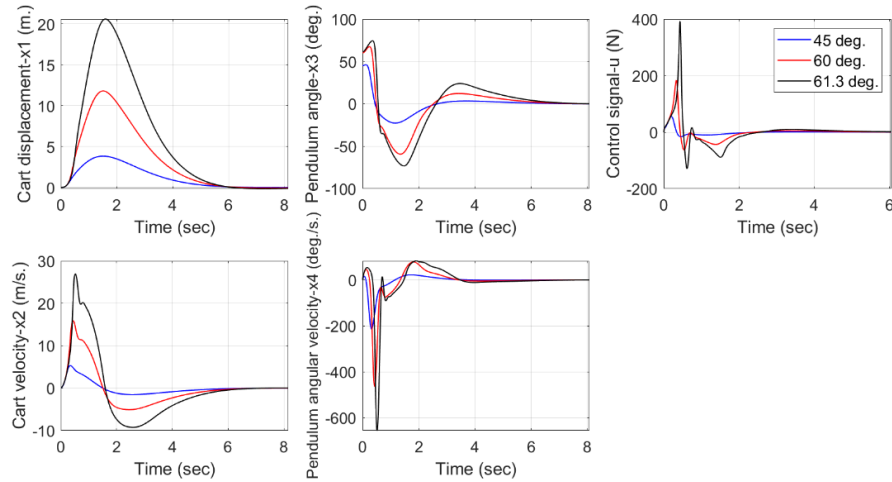 Cart displacement-x1 (m.)
20
15
10
5
0
0 2 4 6 8
Time (sec)
Pendulum angle-x3 (deg.)
100
50
0
-50
-100
0 2 4 6 8
Time (sec)
Control signal-u (N)
400
200
0
-200
0 2 4 6
Time (sec)
45 deg.
60 deg.
61.3 deg.
Cart velocity-x2 (m/s.)
30
20
10
0
-10
0 2 4 6 8
Time (sec)
Pendulum angular velocity-x4 (deg./s.)
0
-200
-400
-600
0 2 4 6 8
Time (sec)